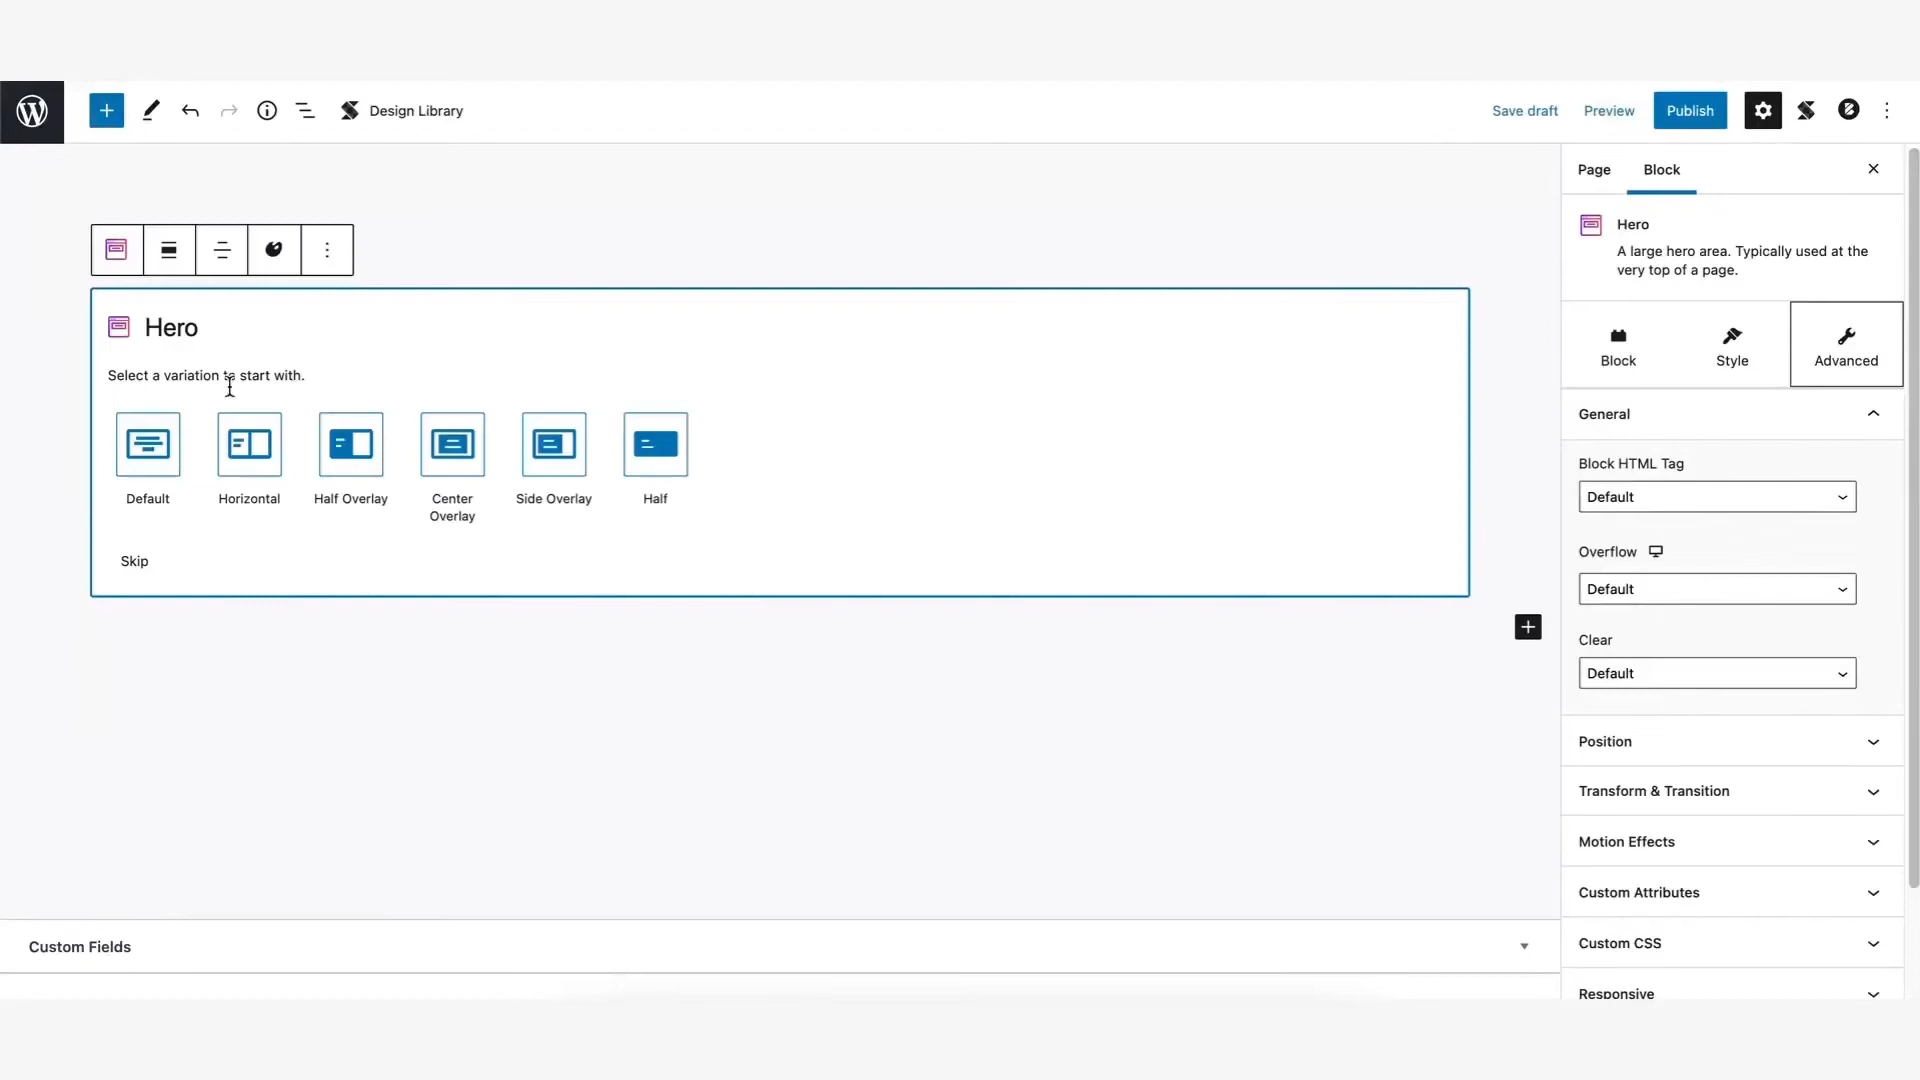 Design Library
Save draft
Preview
Publish
Page
Block
Hero
A large hero area. Typically used at the
very top of a page.
Block
Style
Advanced
Hero
Select a variation to start with.
Default
Horizontal
Half Overlay
Center
Overlay
Side Overlay
Half
Skip
General
Block HTML Tag
Default
Overflow
Default
Clear
Default
Position
Transform & Transition
Motion Effects
Custom Attributes
Custom CSS
Responsive
Custom Fields